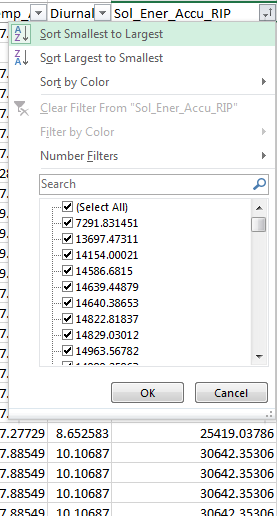 emp_A Diurnal Sol_Ener_Accu_RIP
Sort Smallest to Largest
Sort Largest to Smallest
Sort by Color
Clear Filter From "Sol_Ener_Accu_RIP"
Filter by Color
Number Filters
Search
(Select All)
7291.831451
13697.47311
14154.00021
14586.6815
14639.44879
14640.38653
14822.81837
14829.03012
14963.56782
OK Cancel
7.27729 8.652583 25419.03786
7.88549 10.10687 30642.35306
7.88549 10.10687 30642.35306
7.88549 10.10687 30642.35306
7.88549 10.10687 30642.35306